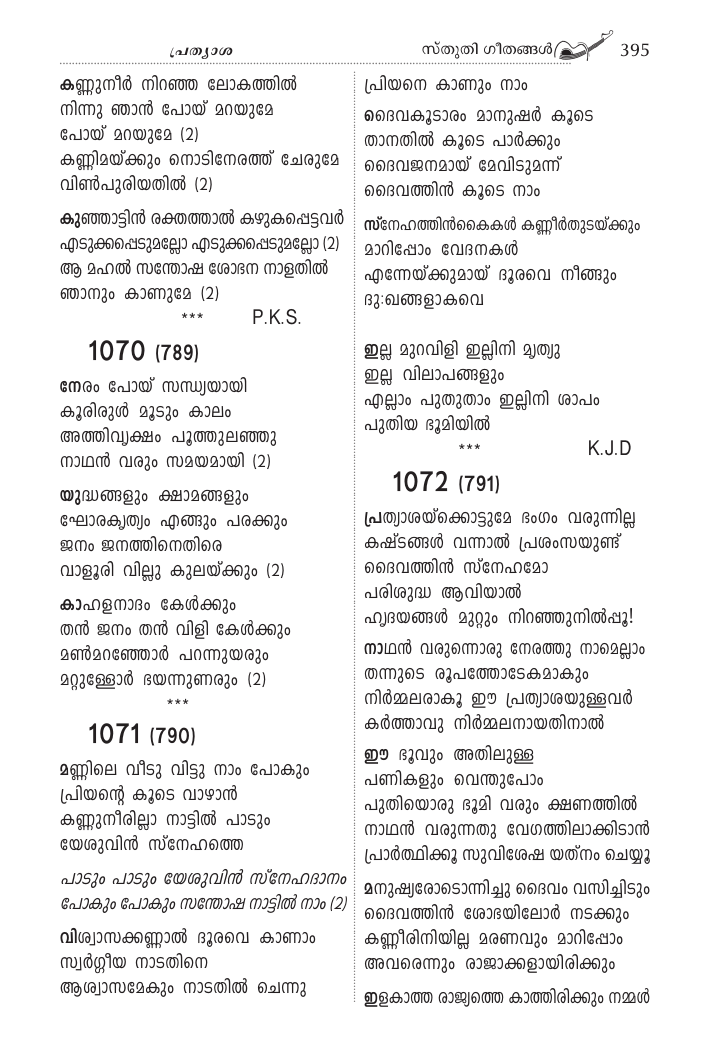 പ്രത്യാശ
സ്തുതി ഗീതങ്ങൾ 395
കണ്ണുനീർ നിറഞ്ഞ ലോകത്തിൽ
നിന്നു ഞാൻ പോയ് മറയുമേ
പോയ് മറയുമേ (2)
കണ്ണിമയ്ക്കും നൊടിനേരത്ത് ചേരുമേ
വിൺപുരിയതിൽ (2)
കുഞ്ഞാട്ടിൻ രക്തത്താൽ കഴുകപ്പെട്ടവർ
എടുക്കപ്പെടുമല്ലോ എടുക്കപ്പെടുമല്ലോ (2)
ആ മഹൽ സന്തോഷ ശോഭന നാളതിൽ
ഞാനും കാണുമേ (2)
*** P.K.S.
1070 (789)
നേരം പോയ് സന്ധ്യയായി
കൂരിരുൾ മൂടും കാലം
അത്തിവൃക്ഷം പൂത്തുലഞ്ഞു
നാഥൻ വരും സമയമായി (2)
യുദ്ധങ്ങളും ക്ഷാമങ്ങളും
ഘോരകൃത്യം എങ്ങും പരക്കും
ജനം ജനത്തിനെതിരെ
വാളൂരി വില്ലു കുലയ്ക്കും (2)
കാഹളനാദം കേൾക്കും
തൻ ജനം തൻ വിളി കേൾക്കും
മൺമറഞ്ഞോർ പറന്നുയരും
മറ്റുള്ളോർ ഭയന്നുണരും (2)
***
1071 (790)
മണ്ണിലെ വീടു വിട്ടു നാം പോകും
പ്രിയന്റെ കൂടെ വാഴാൻ
കണ്ണുനീരില്ലാ നാട്ടിൽ പാടും
യേശുവിൻ സ്നേഹത്തെ
പാടും പാടും യേശുവിൻ സ്നേഹദാനം
പോകും പോകും സന്തോഷ നാട്ടിൽ നാം (2)
വിശ്വാസക്കണ്ണാൽ ദൂരവെ കാണാം
സ്വർഗ്ഗീയ നാടതിനെ
ആശ്വാസമേകും നാടതിൽ ചെന്നു
പ്രിയനെ കാണും നാം
ദൈവകൂടാരം മാനുഷർ കൂടെ
താനതിൽ കൂടെ പാർക്കും
ദൈവജനമായ് മേവിടുമന്ന്
ദൈവത്തിൻ കൂടെ നാം
സ്നേഹത്തിൻകൈകൾ കണ്ണീർതുടയ്ക്കും
മാറിപ്പോം വേദനകൾ
എന്നേയ്ക്കുമായ് ദൂരവെ നീങ്ങും
ദു:ഖങ്ങളാകവെ
ഇല്ല മുറവിളി ഇല്ലിനി മൃത്യു
ഇല്ല വിലാപങ്ങളും
എല്ലാം പുതുതാം ഇല്ലിനി ശാപം
പുതിയ ഭൂമിയിൽ
*** K.J.D
1072 (791)
പ്രത്യാശയ്ക്കൊട്ടുമേ ഭംഗം വരുന്നില്ല
കഷ്ടങ്ങൾ വന്നാൽ പ്രശംസയുണ്ട്
ദൈവത്തിൻ സ്നേഹമോ
പരിശുദ്ധ ആവിയാൽ
ഹൃദയങ്ങൾ മുറ്റും നിറഞ്ഞുനിൽപ്പൂ!
നാഥൻ വരുന്നൊരു നേരത്തു നാമെല്ലാം
തന്നുടെ രൂപത്തോടേകമാകും
നിർമ്മലരാകൂ ഈ പ്രത്യാശയുള്ളവർ
കർത്താവു നിർമ്മലനായതിനാൽ
ഈ ഭൂവും അതിലുള്ള
പണികളും വെന്തുപോം
പുതിയൊരു ഭൂമി വരും ക്ഷണത്തിൽ
നാഥൻ വരുന്നതു വേഗത്തിലാക്കിടാൻ
പ്രാർത്ഥിക്കൂ സുവിശേഷ യത്നം ചെയ്യൂ
മനുഷ്യരോടൊന്നിച്ചു ദൈവം വസിച്ചിടും
ദൈവത്തിൻ ശോഭയിലോർ നടക്കും
കണ്ണീരിനിയില്ല മരണവും മാറിപ്പോം
അവരെന്നും രാജാക്കളായിരിക്കും
ഇളകാത്ത രാജ്യത്തെ കാത്തിരിക്കും നമ്മൾ